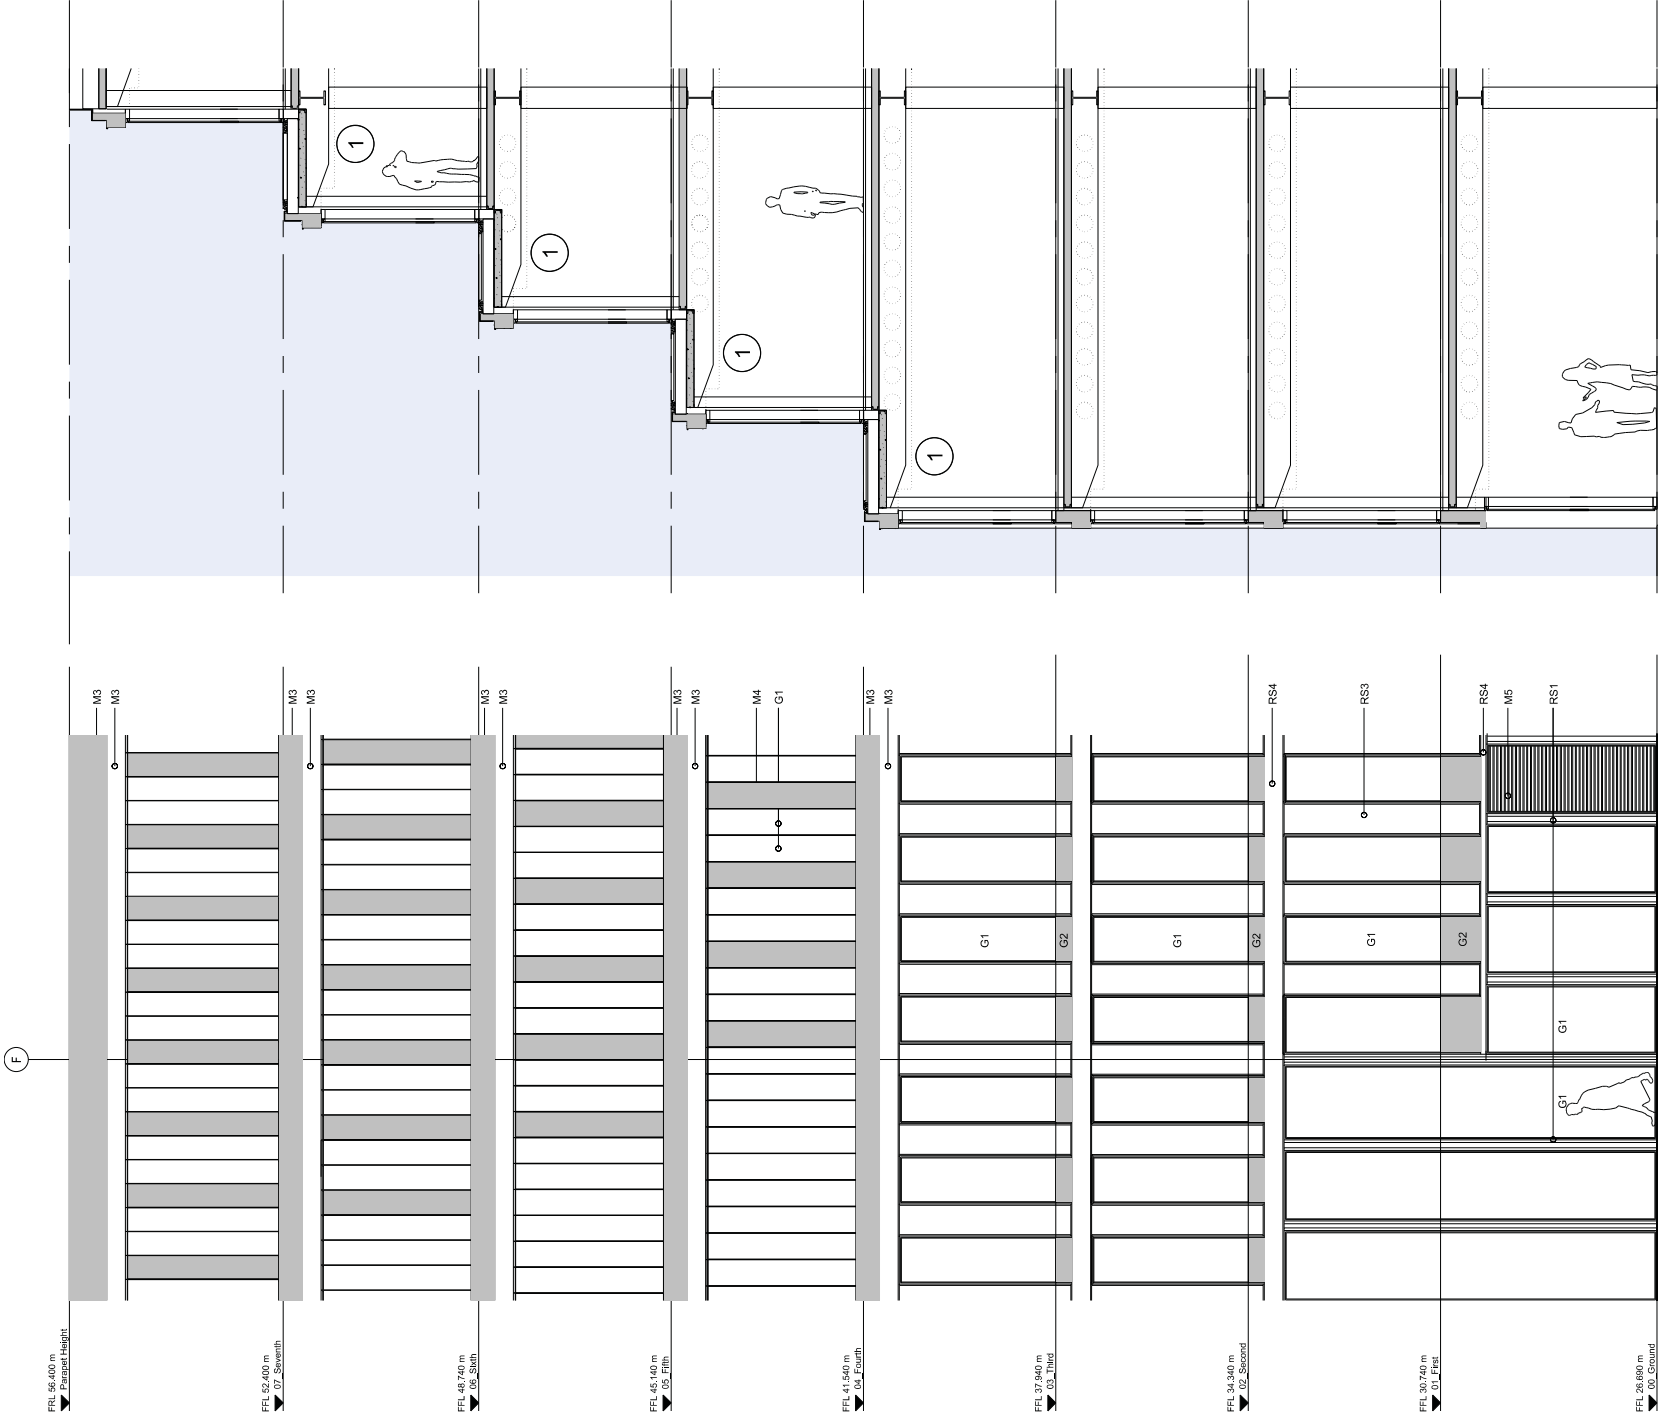 1
1
1
1
M3
M3
M3
M3
M3
M3
M3
M3
M4
G1
M3
M3
RS4
RS3
RS4
M5
RS1
G1
G2
G1
G2
G1
G2
G1
G1
F
FRL 56.400 m
Parapet Height
FFL 52.400 m
07_Seventh
FFL 48.740 m
06_Sixth
FFL 45.140 m
05_Fifth
FFL 41.540 m
04_Fourth
FFL 37.940 m
03_Third
FFL 34.340 m
02_Second
FFL 30.740 m
01_First
FFL 26.690 m
00_Ground